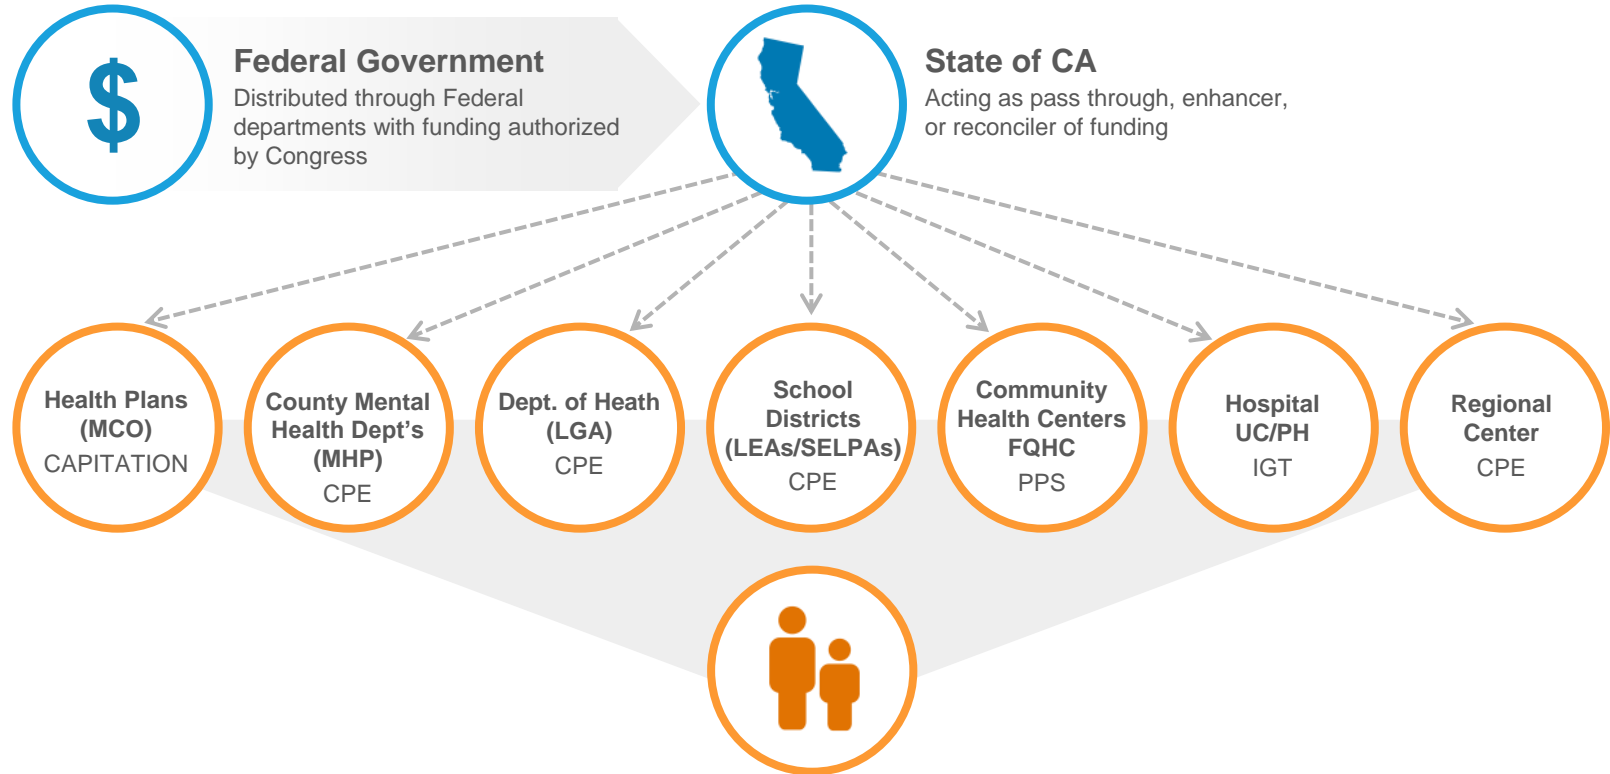 $
Federal Government
Distributed through Federal
departments with funding authorized
by Congress
State of CA
Acting as pass through, enhancer,
or reconciler of funding
Health Plans
(MCO)
CAPITATION
County Mental
Health Dept's
(MHP)
CPE
Dept. of Heath
(LGA)
CPE
School
Districts
(LEAs/SELPAs)
CPE
Community
Health Centers
FQHC
PPS
Hospital
UC/PH
IGT
Regional
Center
CPE